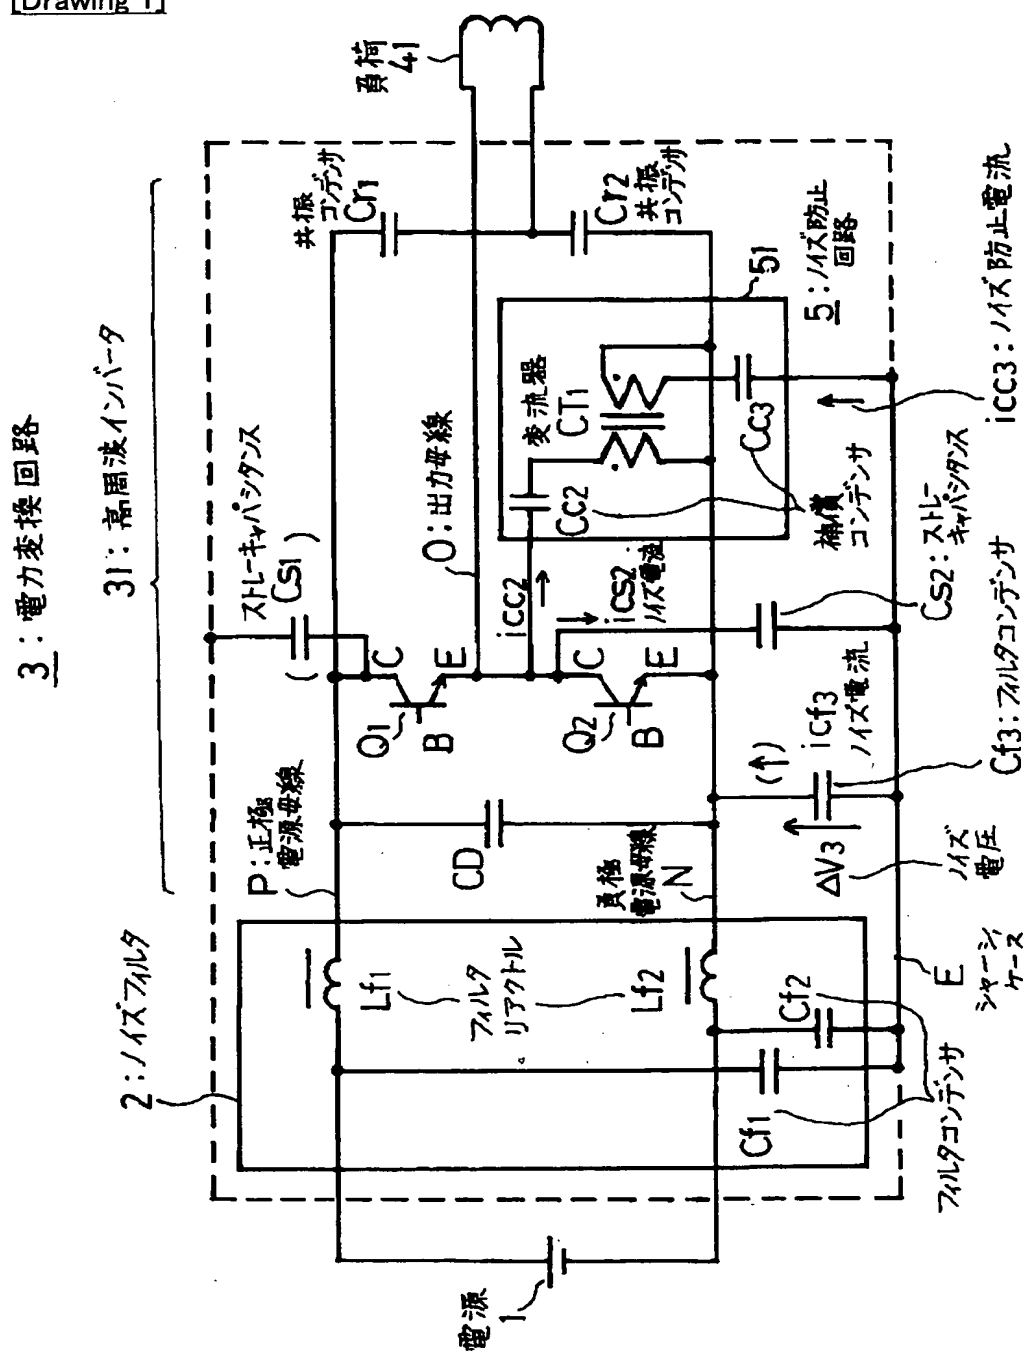 [Drawing 1]
3:電力変換回路
31:高周波インバータ
2:ノイズフィルタ
P:正極
電源母線
ストレーキャパシタンス
( Cs1 )
共振
コンデンサ
Cr1
負荷
41
O:出力母線
Lf1
フィルタ
リアクトル
Lf2
CD
Q1
C
B
E
icc2
変流器
CT1
Cc2
Cr2
共振
コンデンサ
電源
1
負極
電源母線
N
Q2
C
B
E
ics2
ノイズ電流
Cc3
補償
コンデンサ
51
5:ノイズ防止
回路
Cf1
Cf2
フィルタコンデンサ
E
シャーシ
ケース
ΔV3
ノイズ
電圧
(↑)
icf3
ノイズ電流
Cf3:フィルタコンデンサ
Cs2:ストレー
キャパシタンス
icc3:ノイズ防止電流